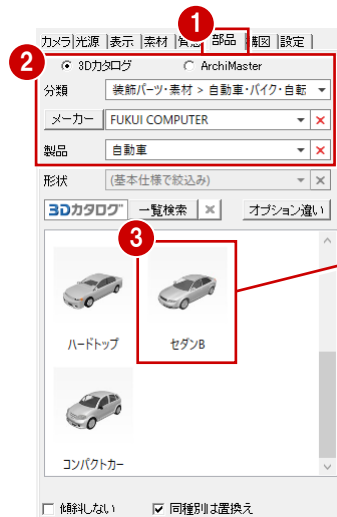 1
カメラ 光源 表示 素材 部品 構図 設定
2
3Dカタログ ArchiMaster
分類 装飾パーツ・素材 > 自動車・バイク・自転
メーカー FUKUI COMPUTER
製品 自動車
形状 (基本仕様で絞込み)
3Dカタログ 一覧検索 オプション違い
3
ハードトップ セダンB
コンパクトカー
傾斜しない 同種別は置換え